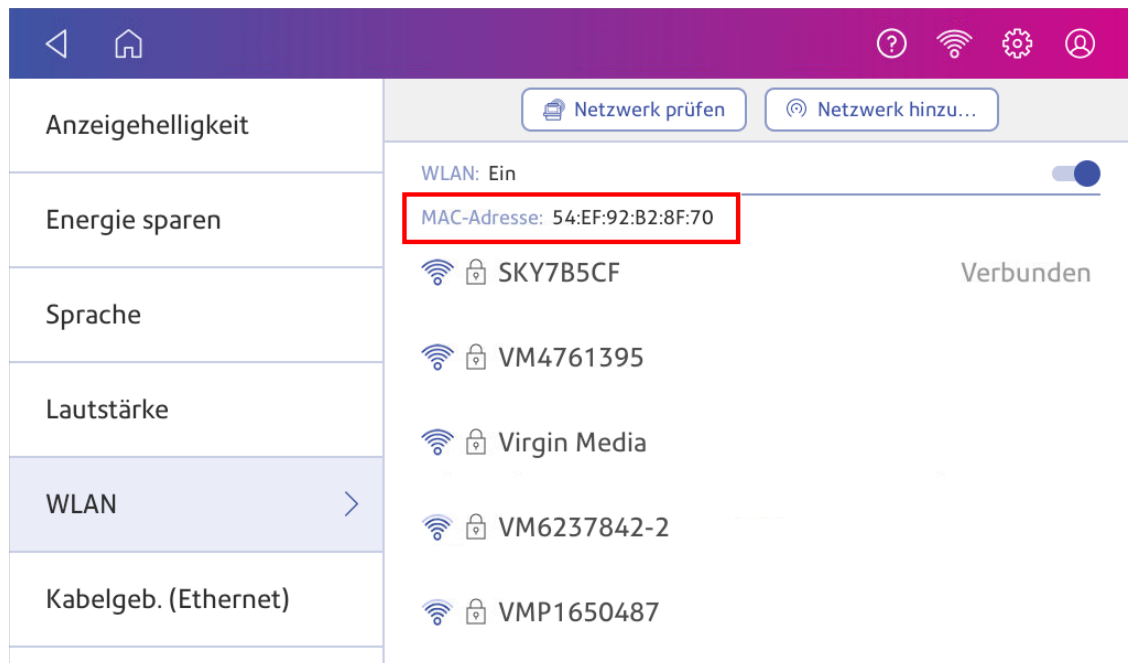 Anzeigehelligkeit
Energie sparen
Sprache
Lautstärke
WLAN
Kabelgeb. (Ethernet)
Netzwerk prüfen
Netzwerk hinzu...
WLAN: Ein
MAC-Adresse: 54:EF:92:B2:8F:70
SKY7B5CF Verbunden
VM4761395
Virgin Media
VM6237842-2
VMP1650487